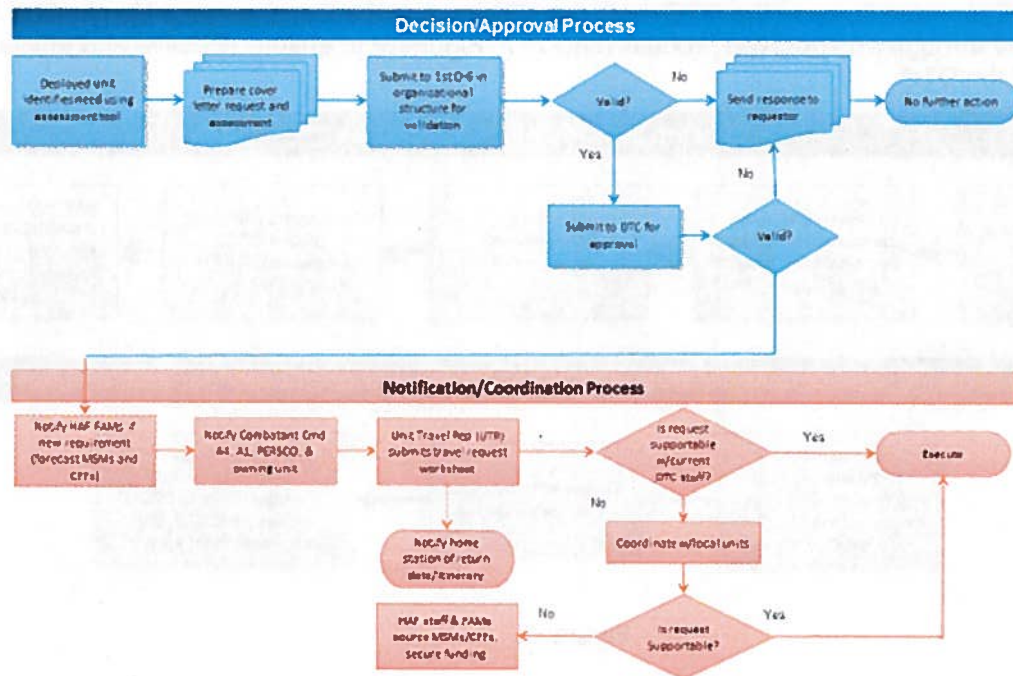 Decision/Approval Process
Deployed unit
identifies need using
assessment tool
Prepare cover
letter request and
assessment
Submit to 1st O-6 in
organizational
structure for
validation
Valid?
No
Send response to
requestor
No further action
Yes
No
Submit to DTC for
approval
Valid?
Notification/Coordination Process
Notify HAF FAMs if
new requirement
(forecast MSMs and
CPFs)
Notify Combatant Cmd
A4, A1, PERSCO, &
owning unit
Unit Travel Rep (UTR)
submits travel request
worksheet
Is request
supportable
w/current
DTC staff?
Yes
Execute
No
Notify home
station of return
date/itinerary
Coordinate w/local units
HAF staff & FAMs
source MSMs/CPFs,
secure funding
No
Is request
Supportable?
Yes